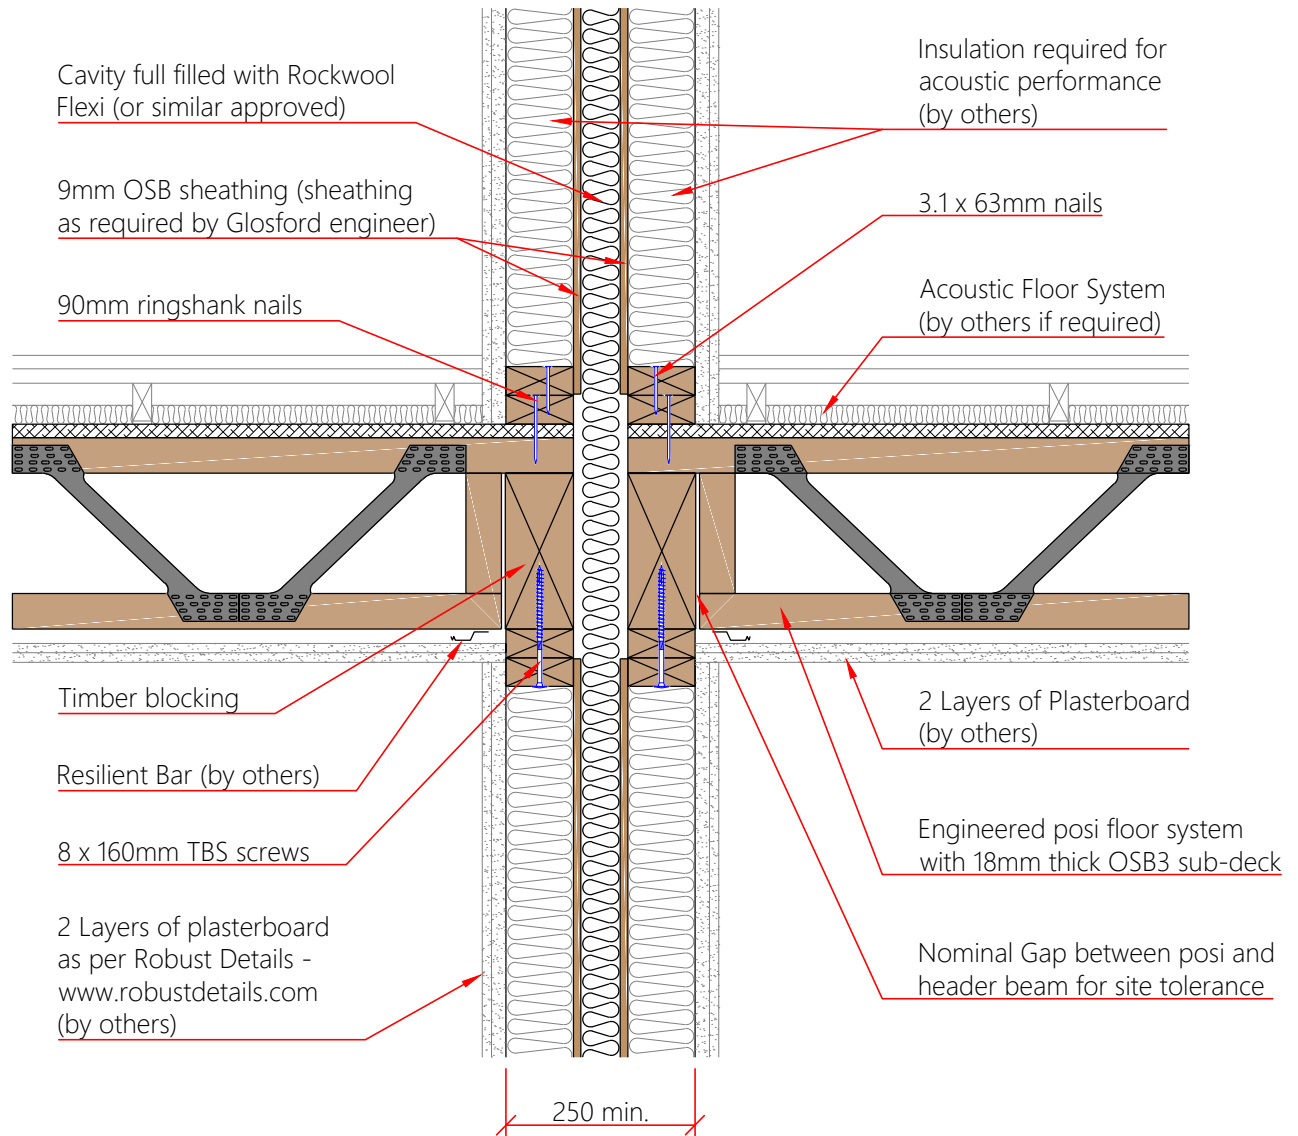 Cavity full filled with Rockwool
Flexi (or similar approved)
9mm OSB sheathing (sheathing
as required by Glosford engineer)
90mm ringshank nails
Timber blocking
Resilient Bar (by others)
8 x 160mm TBS screws
2 Layers of plasterboard
as per Robust Details -
www.robustdetails.com
(by others)
Insulation required for
acoustic performance
(by others)
3.1 x 63mm nails
Acoustic Floor System
(by others if required)
2 Layers of Plasterboard
(by others)
Engineered posi floor system
with 18mm thick OSB3 sub-deck
Nominal Gap between posi and
header beam for site tolerance
250 min.